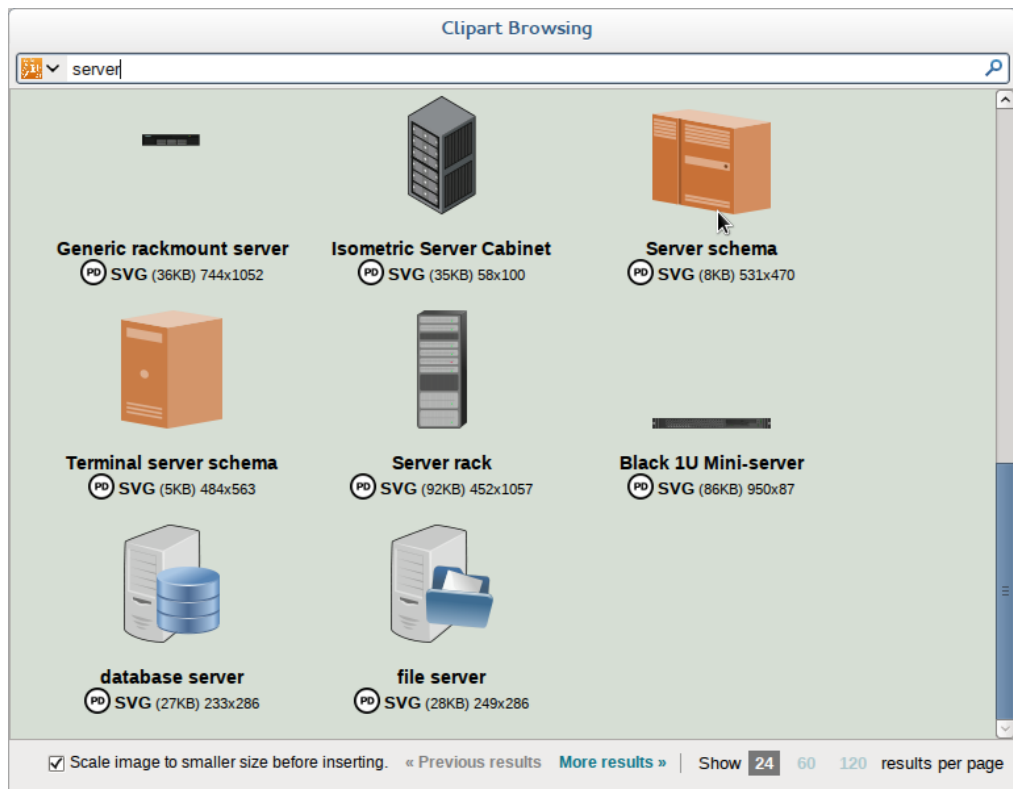 Clipart Browsing
server
Generic rackmount server
PD SVG (36KB) 744x1052
Isometric Server Cabinet
PD SVG (35KB) 58x100
Server schema
PD SVG (8KB) 531x470
Terminal server schema
PD SVG (5KB) 484x563
Server rack
PD SVG (92KB) 452x1057
Black 1U Mini-server
PD SVG (86KB) 950x87
database server
PD SVG (27KB) 233x286
file server
PD SVG (28KB) 249x286
Scale image to smaller size before inserting. « Previous results More results » Show 24 60 120 results per page